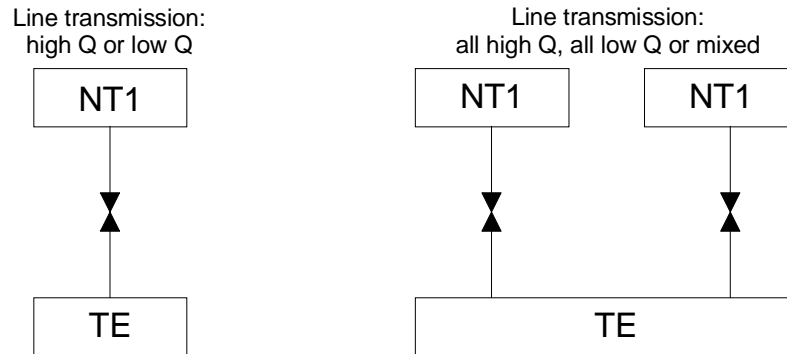 Line transmission:
high Q or low Q
NT1
TE
Line transmission:
all high Q, all low Q or mixed
NT1
NT1
TE